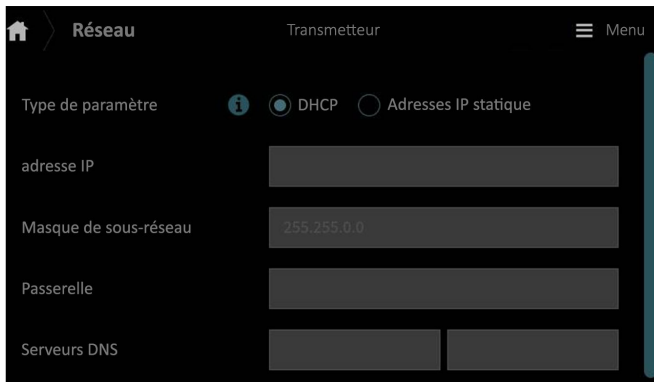 Réseau Transmetteur Menu
Type de paramètre i DHCP Adresses IP statique
adresse IP
Masque de sous-réseau 255.255.0.0
Passerelle
Serveurs DNS